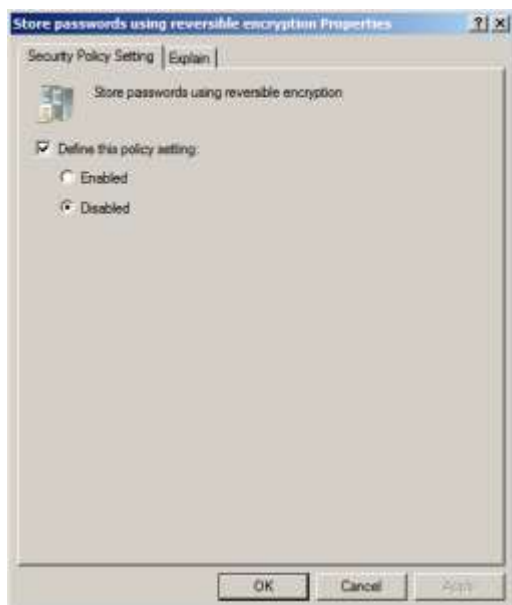 Store passwords using reversible encryption Properties
Security Policy Setting
Explain
Store passwords using reversible encryption
Define this policy setting:
Enabled
Disabled
OK
Cancel
Apply